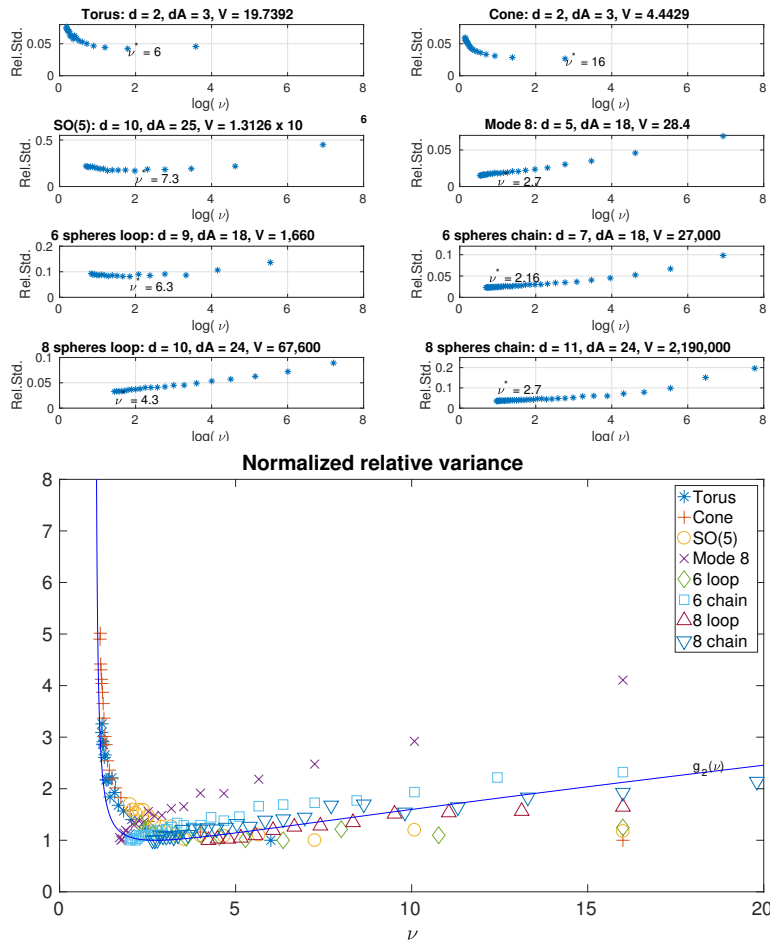 Torus: d = 2, dA = 3, V = 19.7392
Rel.Std.
0.05
0
ν* = 6
0 2 4 6 8
log( ν)
Cone: d = 2, dA = 3, V = 4.4429
Rel.Std.
0.05
0
ν* = 16
0 2 4 6 8
log( ν)
SO(5): d = 10, dA = 25, V = 1.3126 x 10 6
Rel.Std.
0.5
0
ν* = 7.3
0 2 4 6 8
log( ν)
Mode 8: d = 5, dA = 18, V = 28.4
Rel.Std.
0.05
0
ν* = 2.7
0 2 4 6 8
log( ν)
6 spheres loop: d = 9, dA = 18, V = 1,660
Rel.Std.
0.2
0.1
0
ν* = 6.3
0 2 4 6 8
log( ν)
6 spheres chain: d = 7, dA = 18, V = 27,000
Rel.Std.
0.1
0.05
0
ν* = 2.16
0 2 4 6 8
log( ν)
8 spheres loop: d = 10, dA = 24, V = 67,600
Rel.Std.
0.1
0.05
0
ν* = 4.3
0 2 4 6 8
log( ν)
8 spheres chain: d = 11, dA = 24, V = 2,190,000
Rel.Std.
0.2
0.1
0
ν* = 2.7
0 2 4 6 8
log( ν)
Normalized relative variance
8
7
6
5
4
3
2
1
0
Torus
Cone
SO(5)
Mode 8
6 loop
6 chain
8 loop
8 chain
g2(ν)
0 5 10 15 20
ν